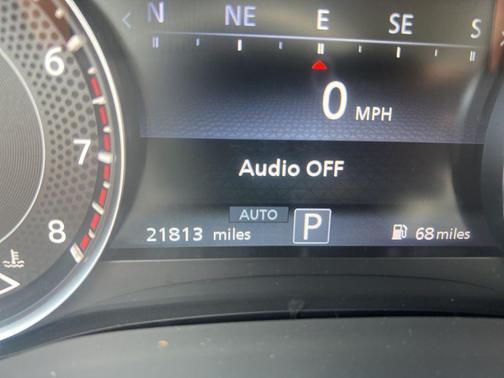 N NE E SE S
6
0 MPH
7
Audio OFF
AUTO
8 21813 miles P 68 miles